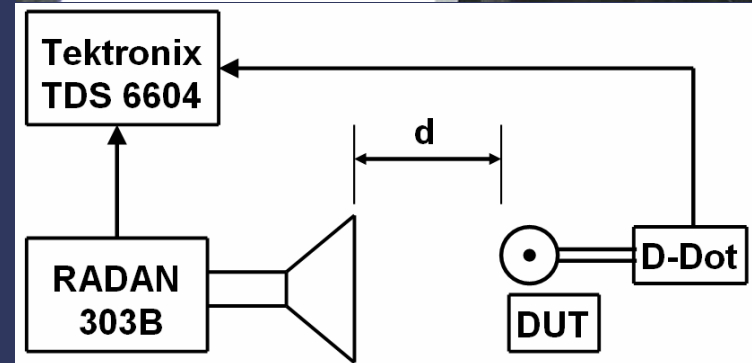 Tektronix
TDS 6604
d
RADAN
303B
D-Dot
DUT